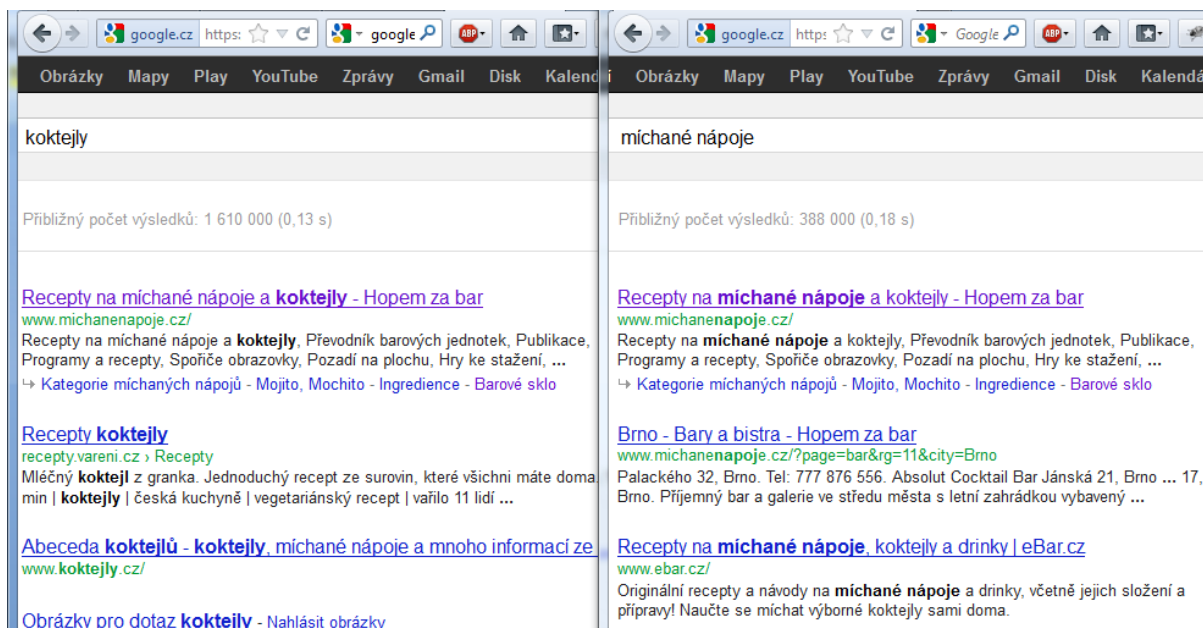 google.cz https: google ABP
Obrázky Mapy Play YouTube Zprávy Gmail Disk
koktejly
Přibližný počet výsledků: 1 610 000 (0,13 s)
Recepty na míchané nápoje a koktejly - Hopem za bar
www.michanenapoje.cz/
Recepty na míchané nápoje a koktejly, Převodník barových jednotek, Publikace,
Programy a recepty, Spořiče obrazovky, Pozadí na plochu, Hry ke stažení, ...
↳ Kategorie míchaných nápojů - Mojito, Mochito - Ingredience - Barové sklo
Recepty koktejly
recepty.vareni.cz › Recepty
Mléčný koktejl z granka. Jednoduchý recept ze surovin, které všichni máte doma.
min | koktejly | česká kuchyně | vegetariánský recept | vařilo 11 lidí ...
Abeceda koktejlů - koktejly, míchané nápoje a mnoho informací ze
www.koktejly.cz/
Obrázky pro dotaz koktejly - Nahlásit obrázky
google.cz https Google ABP
Obrázky Mapy Play YouTube Zprávy Gmail Disk
míchané nápoje
Přibližný počet výsledků: 388 000 (0,18 s)
Recepty na míchané nápoje a koktejly - Hopem za bar
www.michanenapoje.cz/
Recepty na míchané nápoje a koktejly, Převodník barových jednotek, Publikace,
Programy a recepty, Spořiče obrazovky, Pozadí na plochu, Hry ke stažení, ...
↳ Kategorie míchaných nápojů - Mojito, Mochito - Ingredience - Barové sklo
Brno - Bary a bistra - Hopem za bar
www.michanenapoje.cz/?page=bar&rg=11&city=Brno
Palackého 32, Brno. Tel: 777 876 556. Absolut Cocktail Bar Jánská 21, Brno ... 17,
Brno. Příjemný bar a galerie ve středu města s letní zahrádkou vybavený ...
Recepty na míchané nápoje, koktejly a drinky | eBar.cz
www.ebar.cz/
Originální recepty a návody na míchané nápoje a drinky, včetně jejich složení a
přípravy! Naučte se míchat výborné koktejly sami doma.